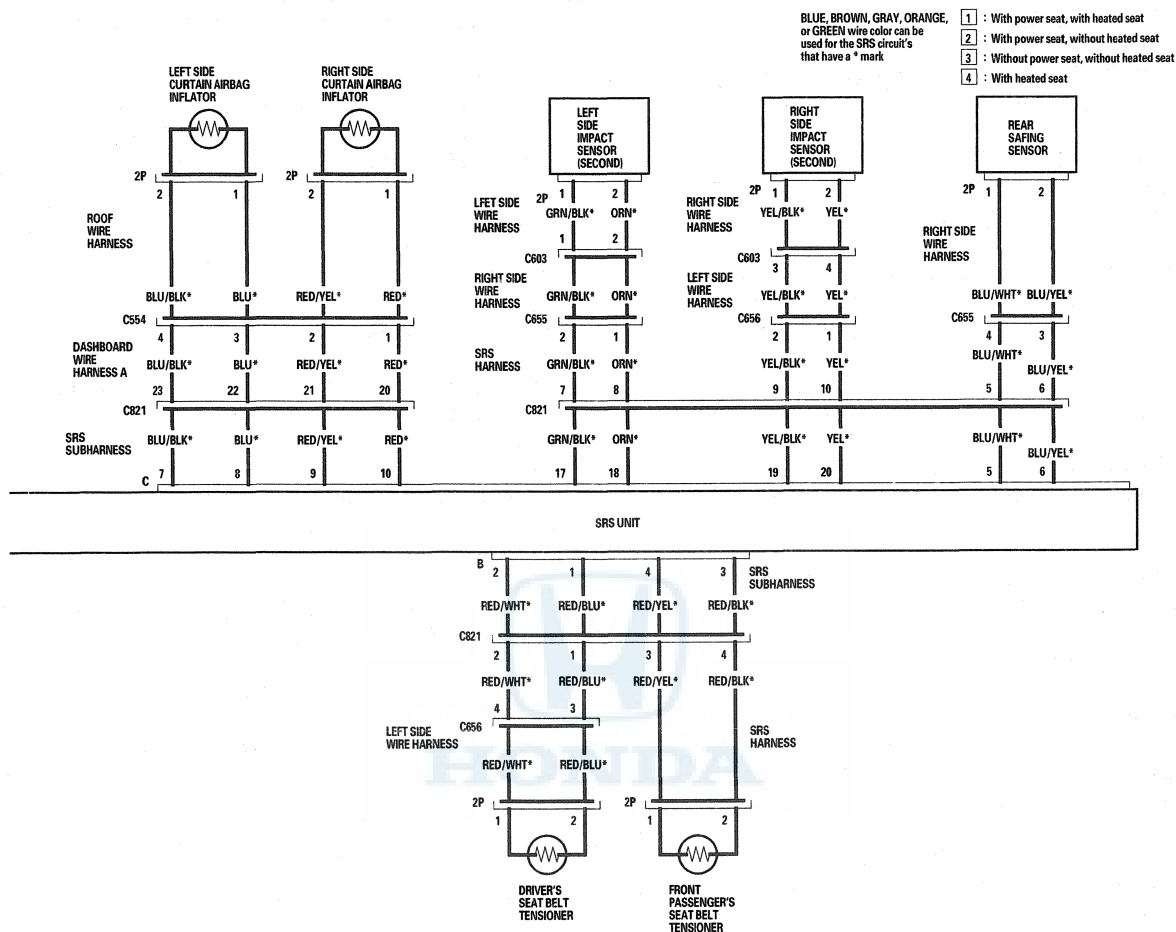 BLUE, BROWN, GRAY, ORANGE,
or GREEN wire color can be
used for the SRS circuit's
that have a * mark
1 : With power seat, with heated seat
2 : With power seat, without heated seat
3 : Without power seat, without heated seat
4 : With heated seat
LEFT SIDE
CURTAIN AIRBAG
INFLATOR
RIGHT SIDE
CURTAIN AIRBAG
INFLATOR
LEFT
SIDE
IMPACT
SENSOR
(SECOND)
RIGHT
SIDE
IMPACT
SENSOR
(SECOND)
REAR
SAFING
SENSOR
2P 2 1
2P 2 1
2P 1 2
2P 1 2
2P 1 2
ROOF
WIRE
HARNESS
LFFT SIDE
WIRE
HARNESS
GRN/BLK* ORN*
1 2
RIGHT SIDE
WIRE
HARNESS
YEL/BLK* YEL*
C603
C603
3 4
RIGHT SIDE
WIRE
HARNESS
RIGHT SIDE
WIRE
HARNESS
LEFT SIDE
WIRE
HARNESS
BLU/BLK* BLU* RED/YEL* RED*
GRN/BLK* ORN*
YEL/BLK* YEL*
BLU/WHT* BLU/YEL*
C554
C655
C656
C655
4 3 2 1
2 1
2 1
4 3
DASHBOARD
WIRE
HARNESS A
SRS
HARNESS
BLU/BLK* BLU* RED/YEL* RED*
GRN/BLK* ORN*
YEL/BLK* YEL*
BLU/WHT*
BLU/YEL*
23 22 21 20
7 8
9 10
5 6
C821
C821
SRS
SUBHARNESS
BLU/BLK* BLU* RED/YEL* RED*
GRN/BLK* ORN*
YEL/BLK* YEL*
BLU/WHT*
BLU/YEL*
C 7 8 9 10
17 18
19 20
5 6
SRS UNIT
B 2 1 4 3
SRS
SUBHARNESS
RED/WHT* RED/BLU* RED/YEL* RED/BLK*
C821
2 1 3 4
RED/WHT* RED/BLU* RED/YEL* RED/BLK*
4 3
C656
LEFT SIDE
WIRE HARNESS
SRS
HARNESS
HONDA
RED/WHT* RED/BLU*
2P 1 2
2P 1 2
DRIVER'S
SEAT BELT
TENSIONER
FRONT
PASSENGER'S
SEAT BELT
TENSIONER